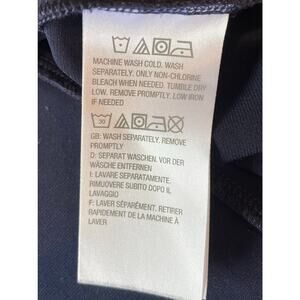 MACHINE WASH COLD. WASH
SEPARATELY. ONLY NON-CHLORINE
BLEACH WHEN NEEDED. TUMBLE DRY
LOW. REMOVE PROMPTLY. LOW IRON
IF NEEDED
30
GB: WASH SEPARATELY. REMOVE
PROMPTLY
D: SEPARAT WASCHEN. VOR DER
WÄSCHE ENTFERNEN
I: LAVARE SEPARATAMENTE.
RIMUOVERE SUBITO DOPO IL
LAVAGGIO
F: LAVER SÉPARÉMENT. RETIRER
RAPIDEMENT DE LA MACHINE À
LAVER